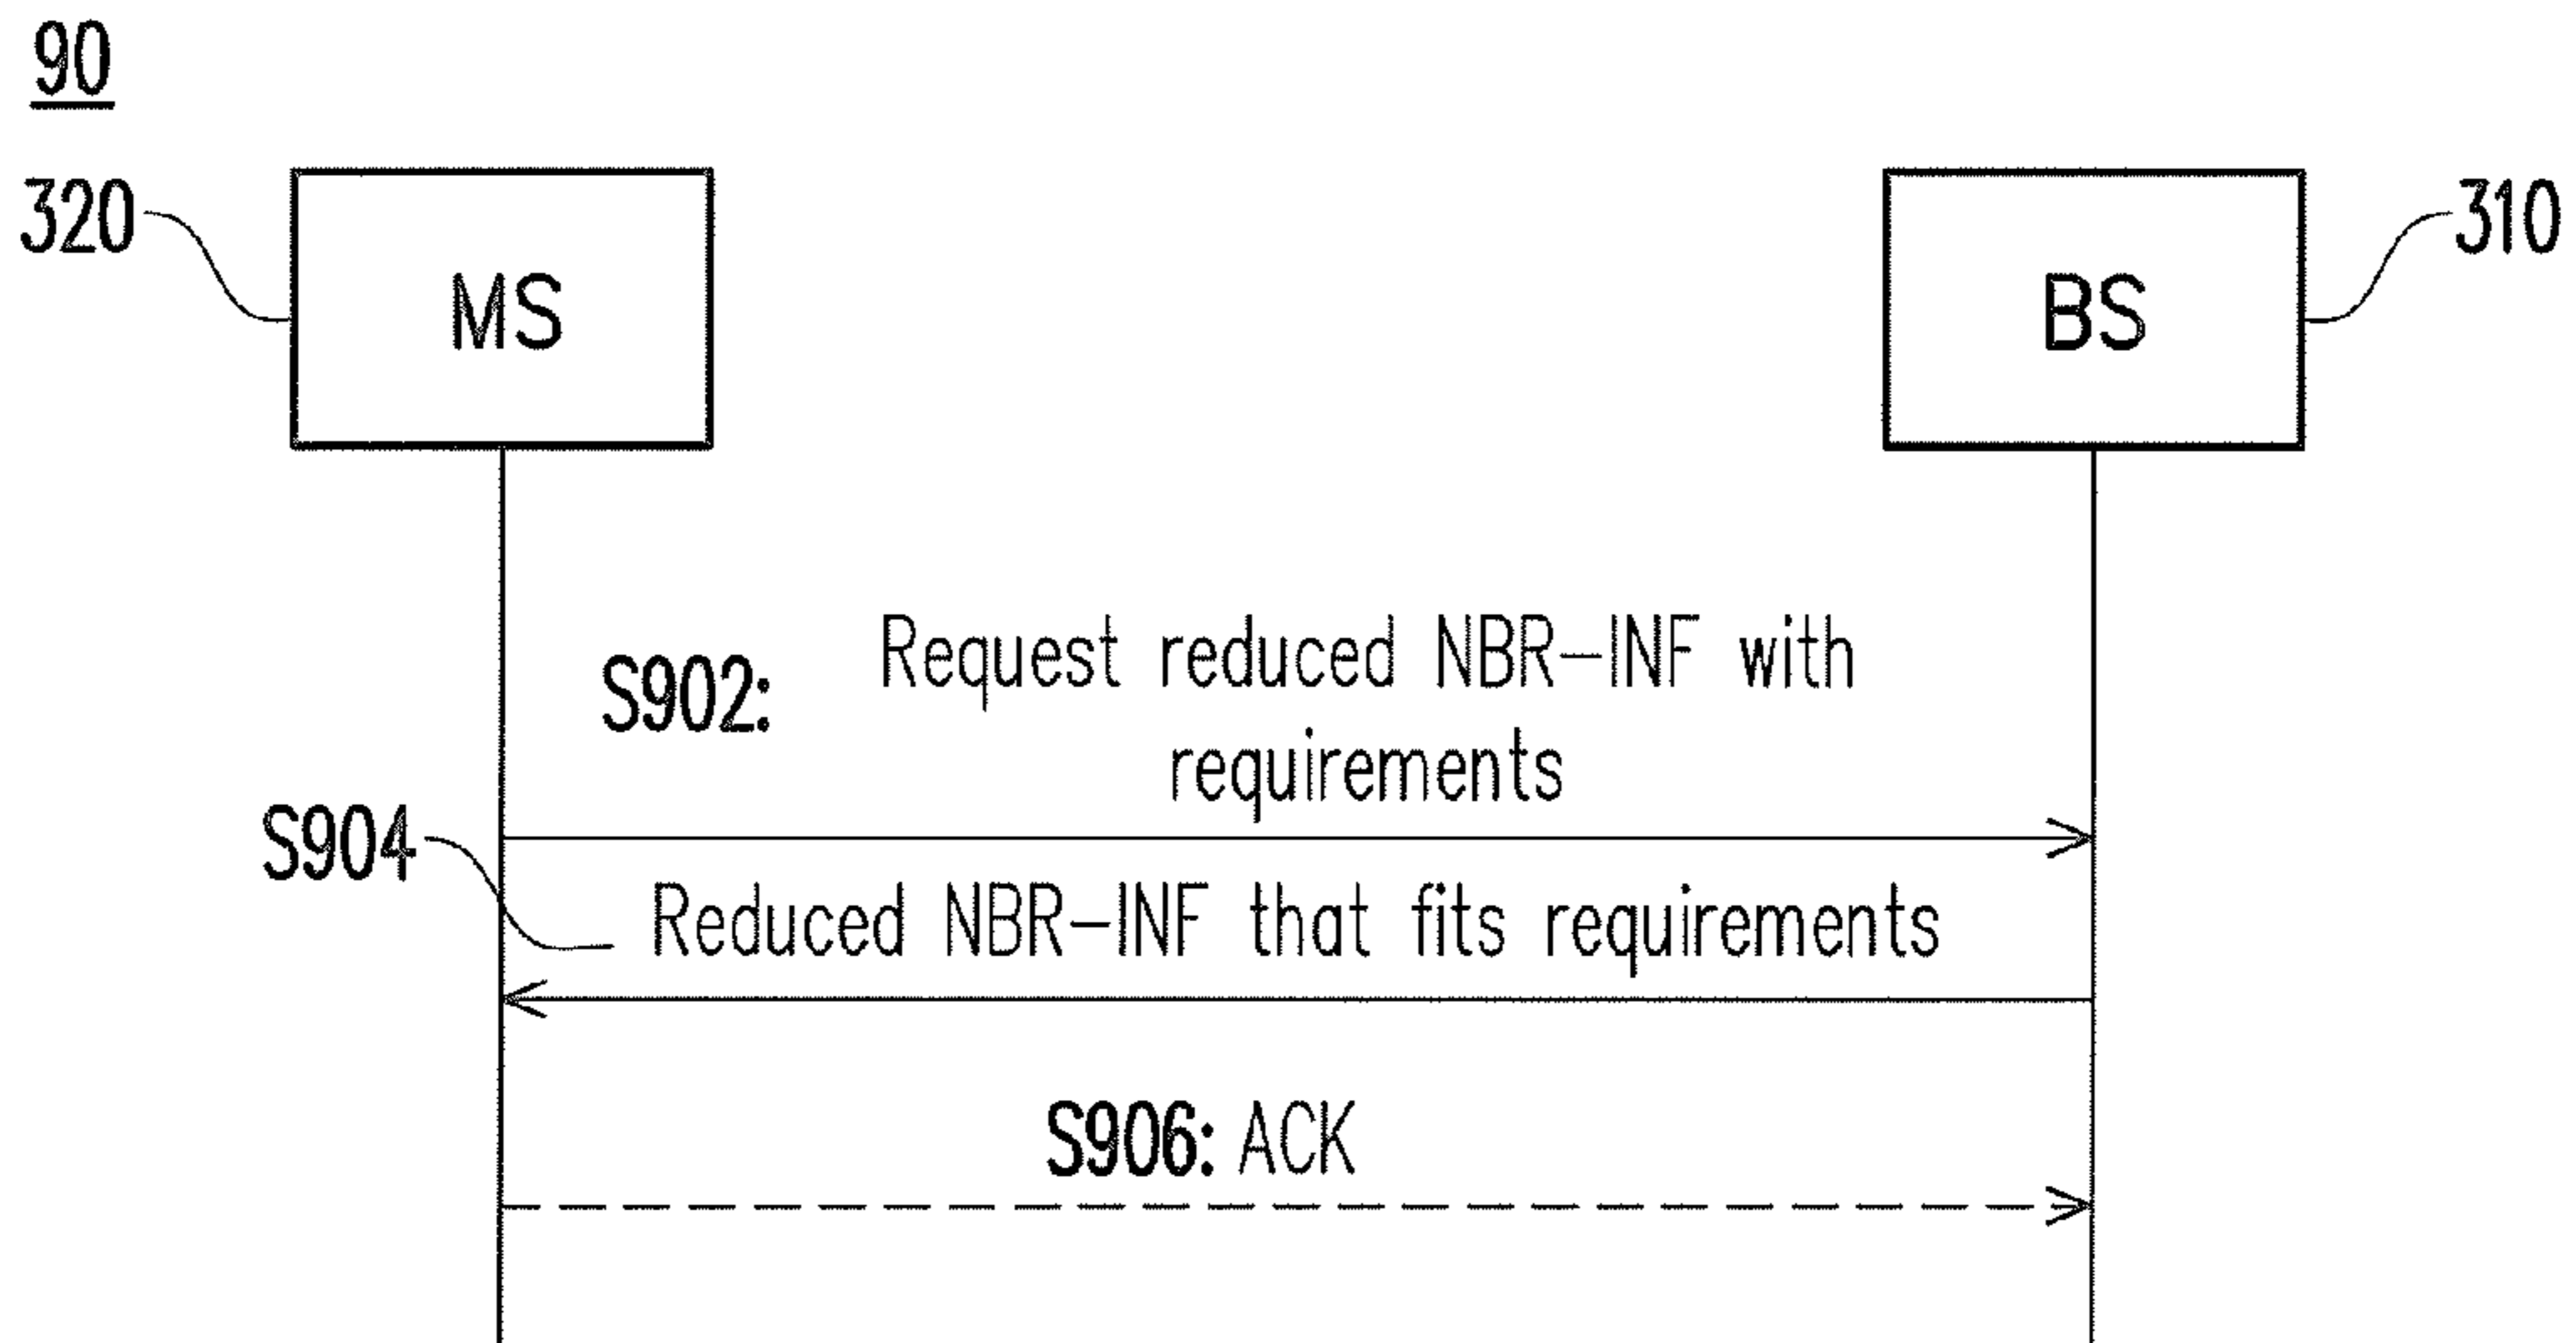 90
320
MS
BS
310
S902: Request reduced NBR-INF with
requirements
S904
Reduced NBR-INF that fits requirements
S906: ACK